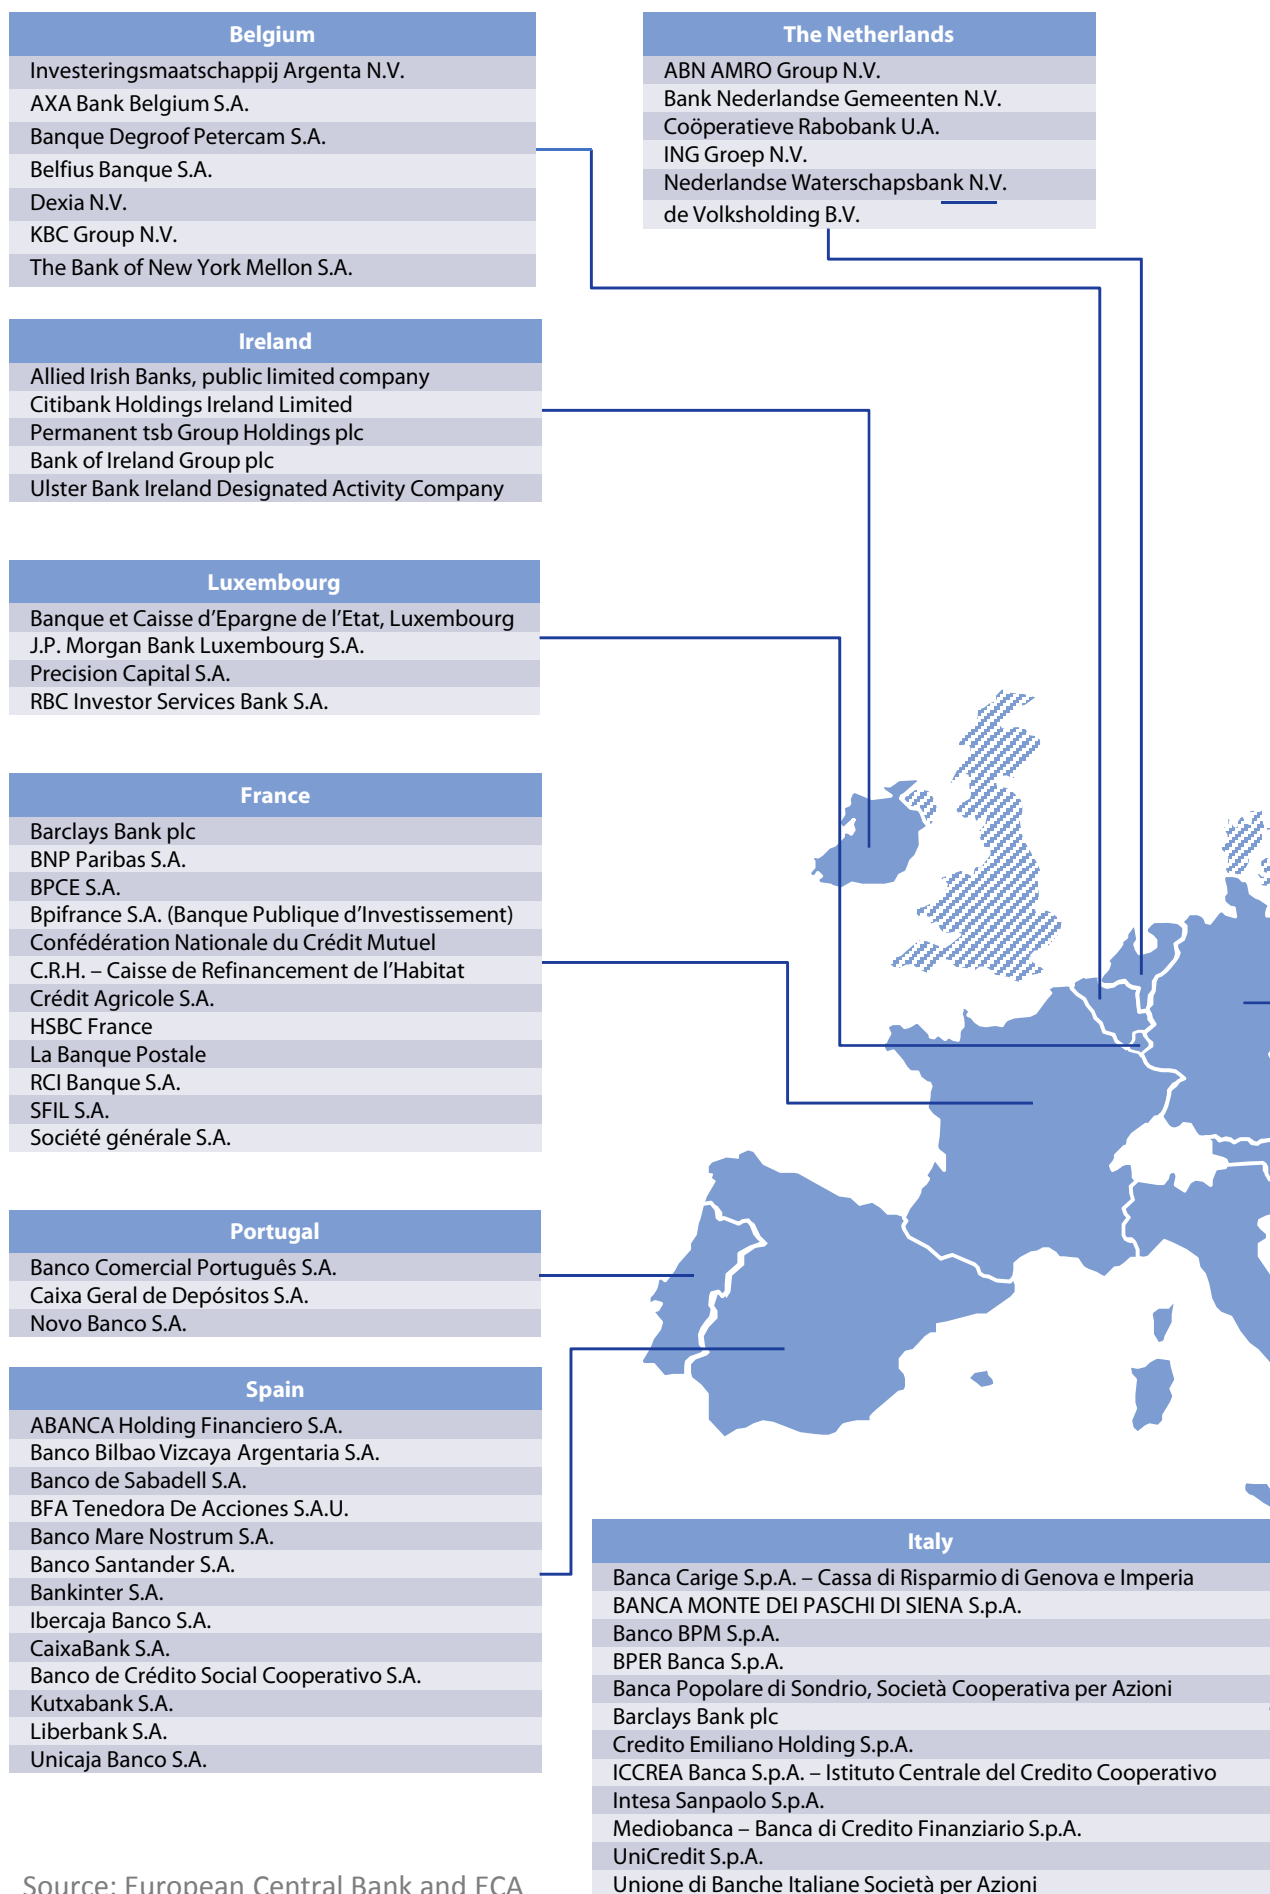 Belgium
Investeringsmaatschappij Argenta N.V.
AXA Bank Belgium S.A.
Banque Degroof Petercam S.A.
Belfius Banque S.A.
Dexia N.V.
KBC Group N.V.
The Bank of New York Mellon S.A.
The Netherlands
ABN AMRO Group N.V.
Bank Nederlandse Gemeenten N.V.
Coöperatieve Rabobank U.A.
ING Groep N.V.
Nederlandse Waterschapsbank N.V.
de Volksholding B.V.
Ireland
Allied Irish Banks, public limited company
Citibank Holdings Ireland Limited
Permanent tsb Group Holdings plc
Bank of Ireland Group plc
Ulster Bank Ireland Designated Activity Company
Luxembourg
Banque et Caisse d’Epargne de l’Etat, Luxembourg
J.P. Morgan Bank Luxembourg S.A.
Precision Capital S.A.
RBC Investor Services Bank S.A.
France
Barclays Bank plc
BNP Paribas S.A.
BPCE S.A.
Bpifrance S.A. (Banque Publique d’Investissement)
Confédération Nationale du Crédit Mutuel
C.R.H. – Caisse de Refinancement de l’Habitat
Crédit Agricole S.A.
HSBC France
La Banque Postale
RCI Banque S.A.
SFIL S.A.
Société générale S.A.
Portugal
Banco Comercial Português S.A.
Caixa Geral de Depósitos S.A.
Novo Banco S.A.
Spain
ABANCA Holding Financiero S.A.
Banco Bilbao Vizcaya Argentaria S.A.
Banco de Sabadell S.A.
BFA Tenedora De Acciones S.A.U.
Banco Mare Nostrum S.A.
Banco Santander S.A.
Bankinter S.A.
Ibercaja Banco S.A.
CaixaBank S.A.
Banco de Crédito Social Cooperativo S.A.
Kutxabank S.A.
Liberbank S.A.
Unicaja Banco S.A.
Italy
Banca Carige S.p.A. – Cassa di Risparmio di Genova e Imperia
BANCA MONTE DEI PASCHI DI SIENA S.p.A.
Banco BPM S.p.A.
BPER Banca S.p.A.
Banca Popolare di Sondrio, Società Cooperativa per Azioni
Barclays Bank plc
Credito Emiliano Holding S.p.A.
ICCREA Banca S.p.A. – Istituto Centrale del Credito Cooperativo
Intesa Sanpaolo S.p.A.
Mediobanca – Banca di Credito Finanziario S.p.A.
UniCredit S.p.A.
Unione di Banche Italiane Società per Azioni
Source: European Central Bank and ECA